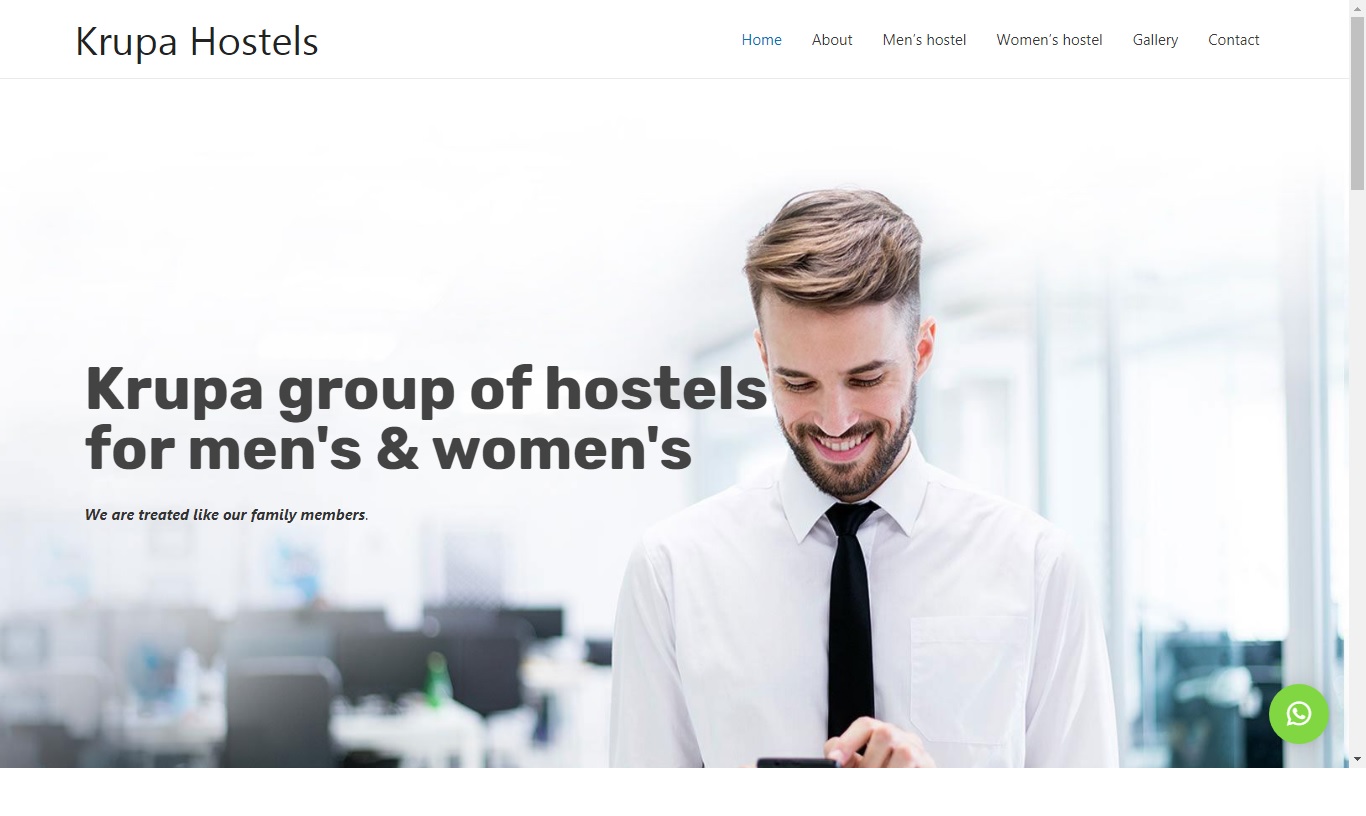 Krupa Hostels
Home
About
Men’s hostel
Women’s hostel
Gallery
Contact
Krupa group of hostels
for men's & women's
We are treated like our family members.